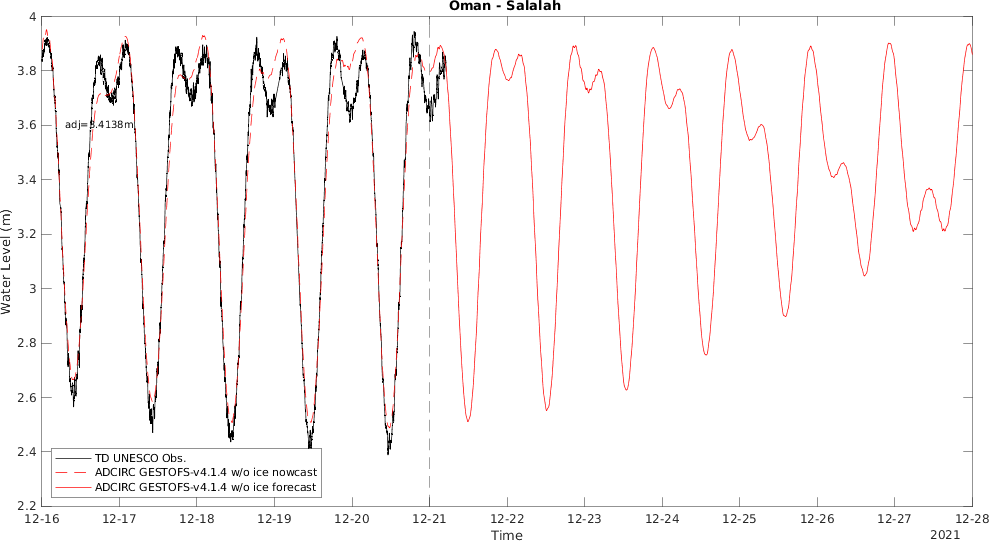 Oman - Salalah
4
3.8
3.6
3.4
3.2
3
2.8
2.6
2.4
2.2
Water Level (m)
adj=3.4138m
TD UNESCO Obs.
ADCIRC GESTOFS-v4.1.4 w/o ice nowcast
ADCIRC GESTOFS-v4.1.4 w/o ice forecast
12-16 12-17 12-18 12-19 12-20 12-21 12-22 12-23 12-24 12-25 12-26 12-27 12-28
Time
2021